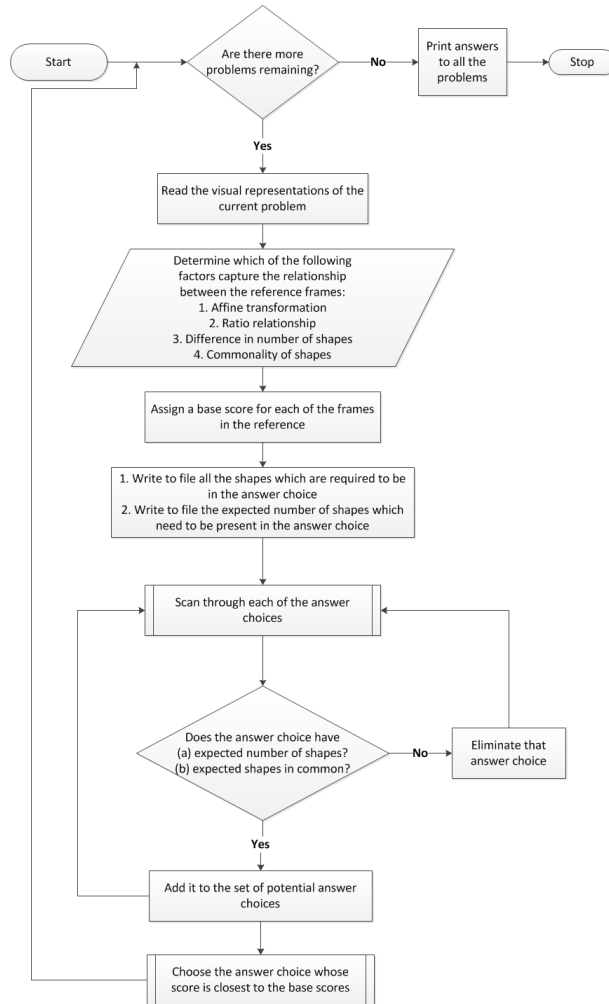 Start
Are there more
problems remaining?
No
Print answers
to all the
problems
Stop
Yes
Read the visual representations of the
current problem
Determine which of the following
factors capture the relationship
between the reference frames:
1. Affine transformation
2. Ratio relationship
3. Difference in number of shapes
4. Commonality of shapes
Assign a base score for each of the frames
in the reference
1. Write to file all the shapes which are required to be
in the answer choice
2. Write to file the expected number of shapes which
need to be present in the answer choice
Scan through each of the answer
choices
Does the answer choice have
(a) expected number of shapes?
(b) expected shapes in common?
No
Eliminate that
answer choice
Yes
Add it to the set of potential answer
choices
Choose the answer choice whose
score is closest to the base scores